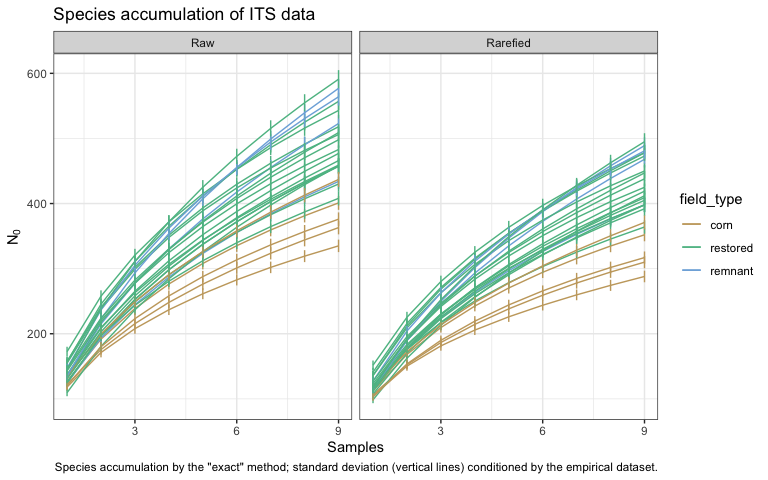 Species accumulation of ITS data
Raw
Rarefied
600
400
200
N0
3
6
9
3
6
9
Samples
field_type
corn
restored
remnant
Species accumulation by the "exact" method; standard deviation (vertical lines) conditioned by the empirical dataset.